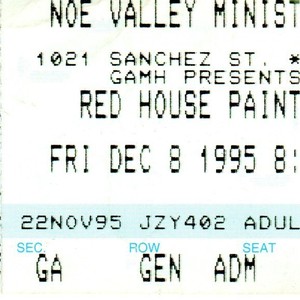 NOE VALLEY MINIST
1021 SANCHEZ ST. *
GAMH PRESENTS
RED HOUSE PAINT
FRI DEC 8 1995 8:
22NOV95 JZY402 ADUL
SEC. ROW SEAT
GA GEN ADM